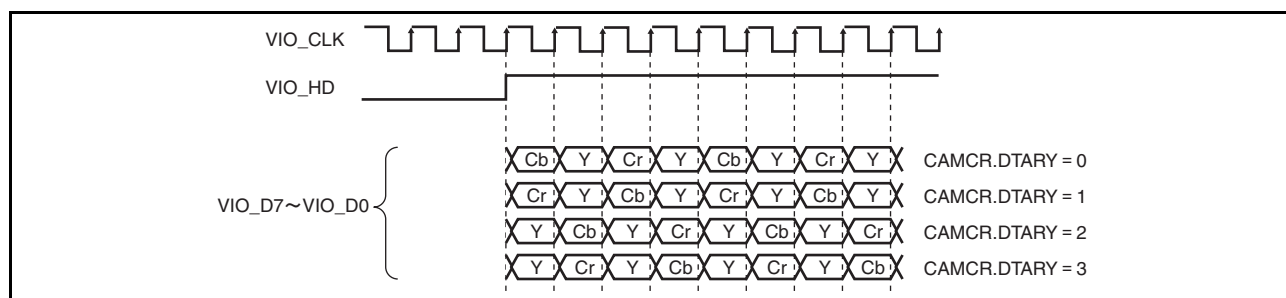 VIO_CLK
VIO_HD
VIO_D7～VIO_D0
Cb Y Cr Y Cb Y Cr Y CAMCR.DTARY = 0
Cr Y Cb Y Cr Y Cb Y CAMCR.DTARY = 1
Y Cb Y Cr Y Cb Y Cr CAMCR.DTARY = 2
Y Cr Y Cb Y Cr Y Cb CAMCR.DTARY = 3